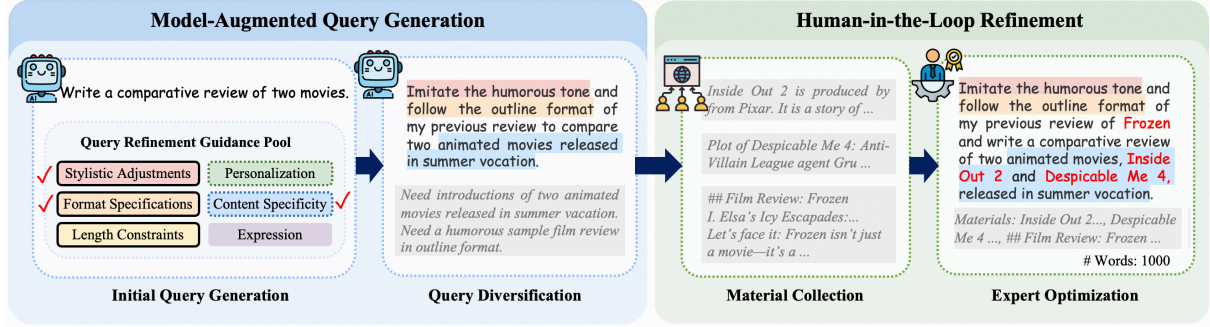 Model-Augmented Query Generation
Human-in-the-Loop Refinement
AI
Write a comparative review of two movies.
Query Refinement Guidance Pool
Stylistic Adjustments
Personalization
Format Specifications
Content Specificity
Length Constraints
Expression
Initial Query Generation
AI
Imitate the humorous tone and
follow the outline format of
my previous review to compare
two animated movies released
in summer vocation.
Need introductions of two animated
movies released in summer vacation.
Need a humorous sample film review
in outline format.
Query Diversification
Inside Out 2 is produced by
from Pixar. It is a story of ...
Plot of Despicable Me 4: Anti-
Villain League agent Gru ...
## Film Review: Frozen
I. Elsa's Icy Escapades:...
Let's face it: Frozen isn't just
a movie—it's a ...
Material Collection
Imitate the humorous tone and
follow the outline format of
my previous review of Frozen
and write a comparative review
of two animated movies, Inside
Out 2 and Despicable Me 4,
released in summer vocation.
Materials: Inside Out 2..., Despicable
Me 4 ..., ## Film Review: Frozen ...
# Words: 1000
Expert Optimization